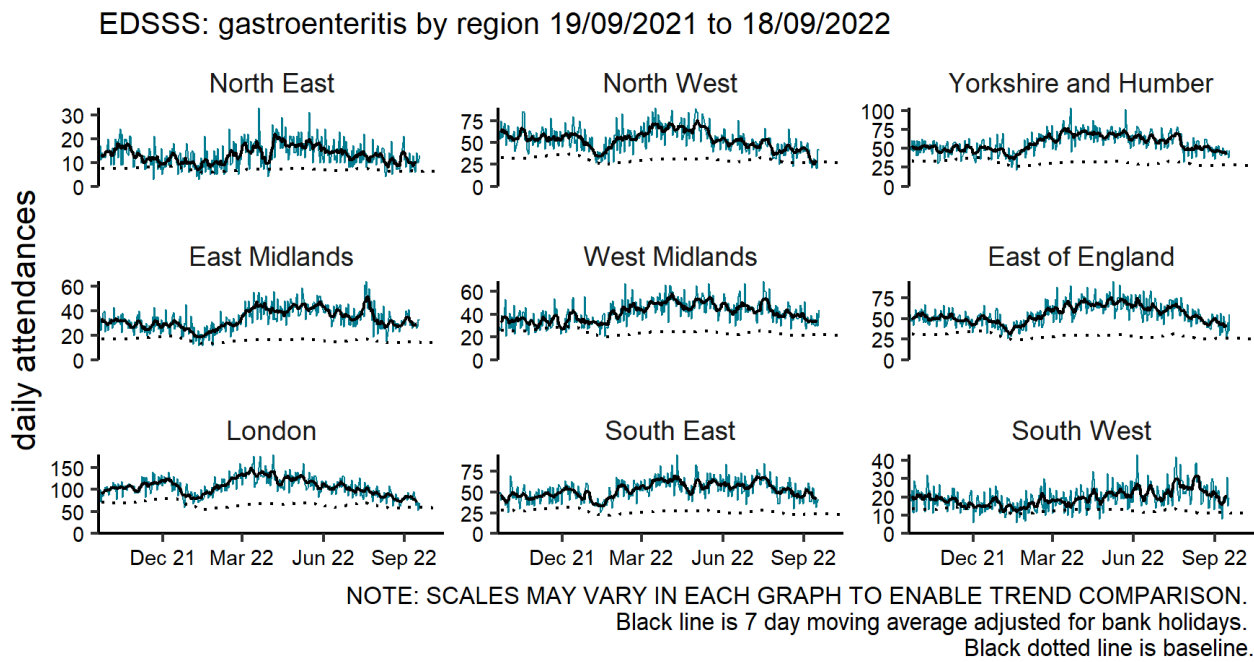 EDSSS: gastroenteritis by region 19/09/2021 to 18/09/2022
North East
North West
Yorkshire and Humber
30
20
10
0
75
50
25
0
100
75
50
25
0
daily attendances
East Midlands
West Midlands
East of England
60
40
20
0
60
40
20
0
75
50
25
0
London
South East
South West
150
100
50
0
75
50
25
0
40
30
20
10
0
Dec 21 Mar 22 Jun 22 Sep 22
Dec 21 Mar 22 Jun 22 Sep 22
Dec 21 Mar 22 Jun 22 Sep 22
NOTE: SCALES MAY VARY IN EACH GRAPH TO ENABLE TREND COMPARISON.
Black line is 7 day moving average adjusted for bank holidays.
Black dotted line is baseline.